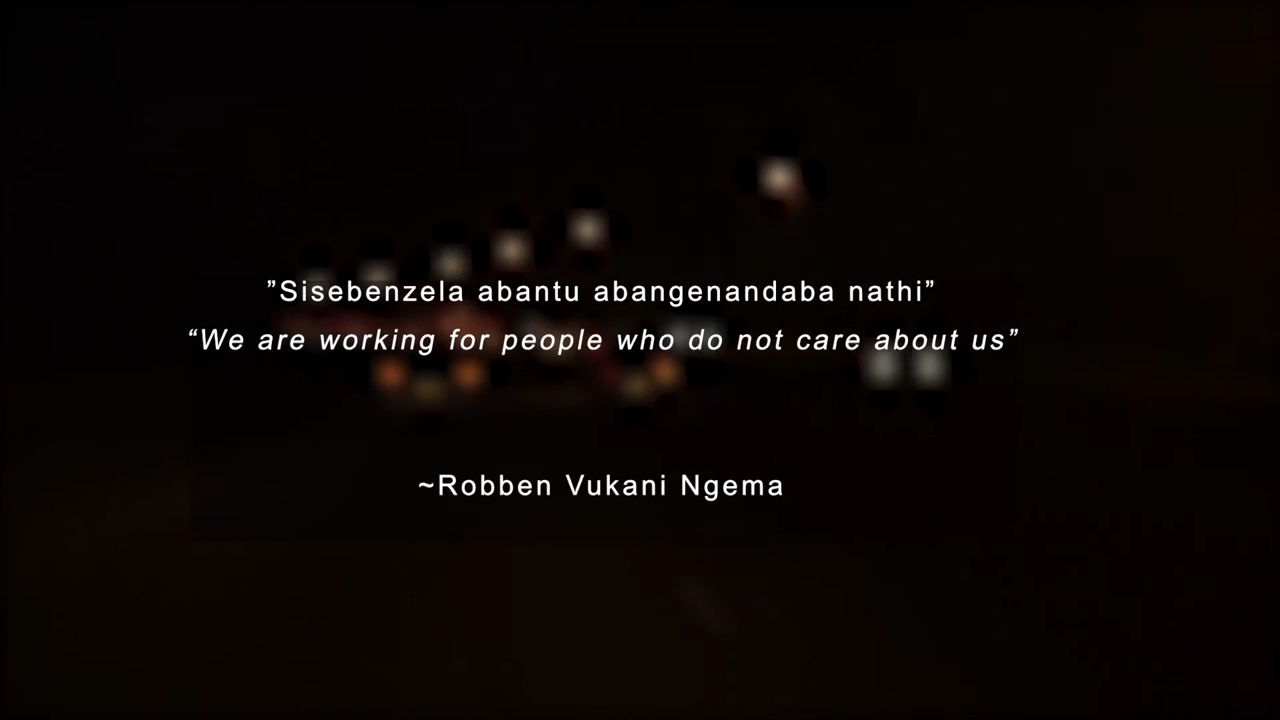 ”Sisebenzela abantu abangenandaba nathi”
“We are working for people who do not care about us”
~Robben Vukani Ngema